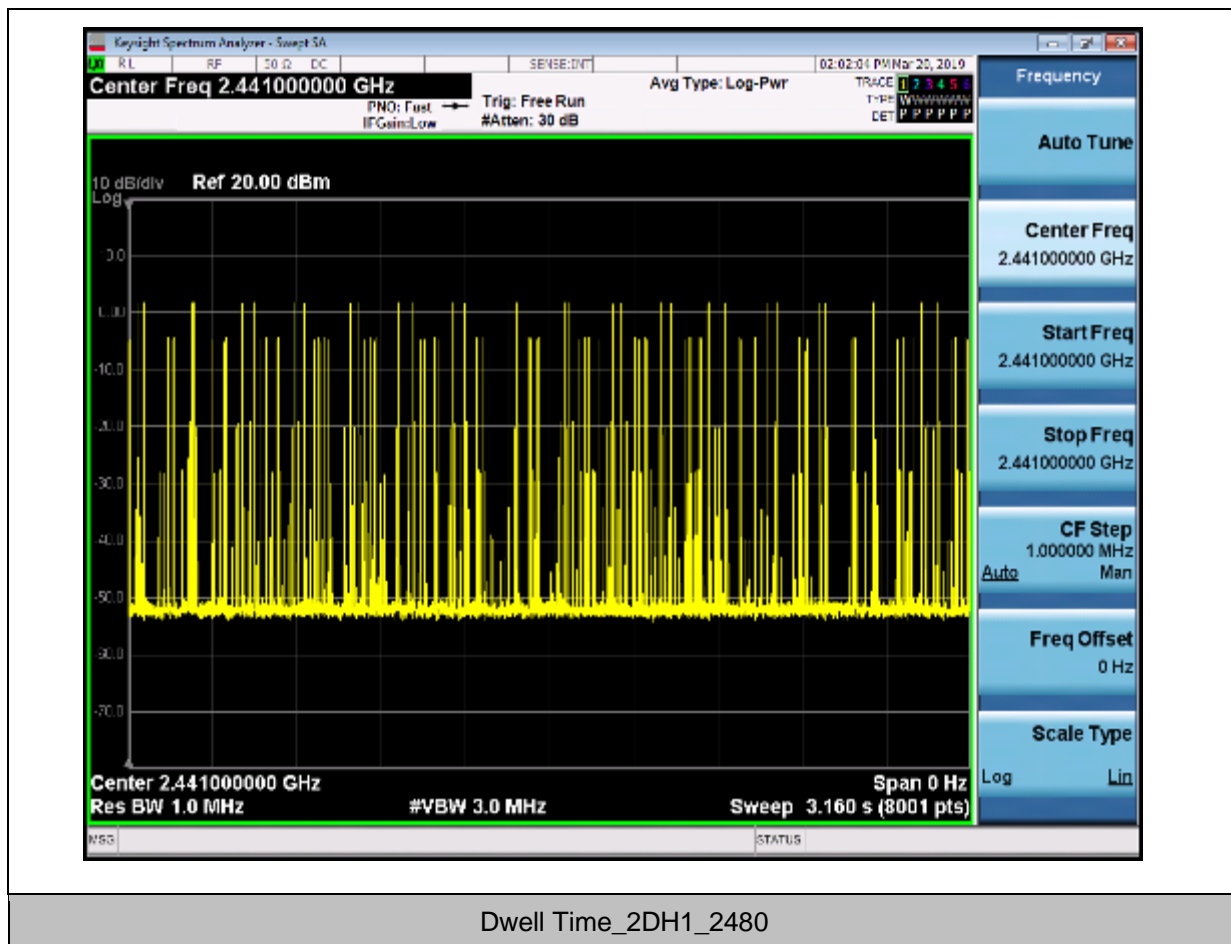 Keysight Spectrum Analyzer - Swept SA
RL RF 50 Ω DC SENSE:INT 02:02:04 PM Mar 20, 2019
Center Freq 2.441000000 GHz
Avg Type: Log-Pwr
TRACE 1 2 3 4 5 6
TYPE WWWWWW
DET P P P P P P
PNO: Fast
IFGain:Low
Trig: Free Run
#Atten: 30 dB
10 dB/div
Log
Ref 20.00 dBm
0.00
-10.0
-20.0
-30.0
-40.0
-50.0
-70.0
Center 2.441000000 GHz
Span 0 Hz
Res BW 1.0 MHz
#VBW 3.0 MHz
Sweep 3.160 s (8001 pts)
MSG
STATUS
Frequency
Auto Tune
Center Freq
2.441000000 GHz
Start Freq
2.441000000 GHz
Stop Freq
2.441000000 GHz
CF Step
1.000000 MHz
Auto Man
Freq Offset
0 Hz
Scale Type
Log Lin
Dwell Time_2DH1_2480